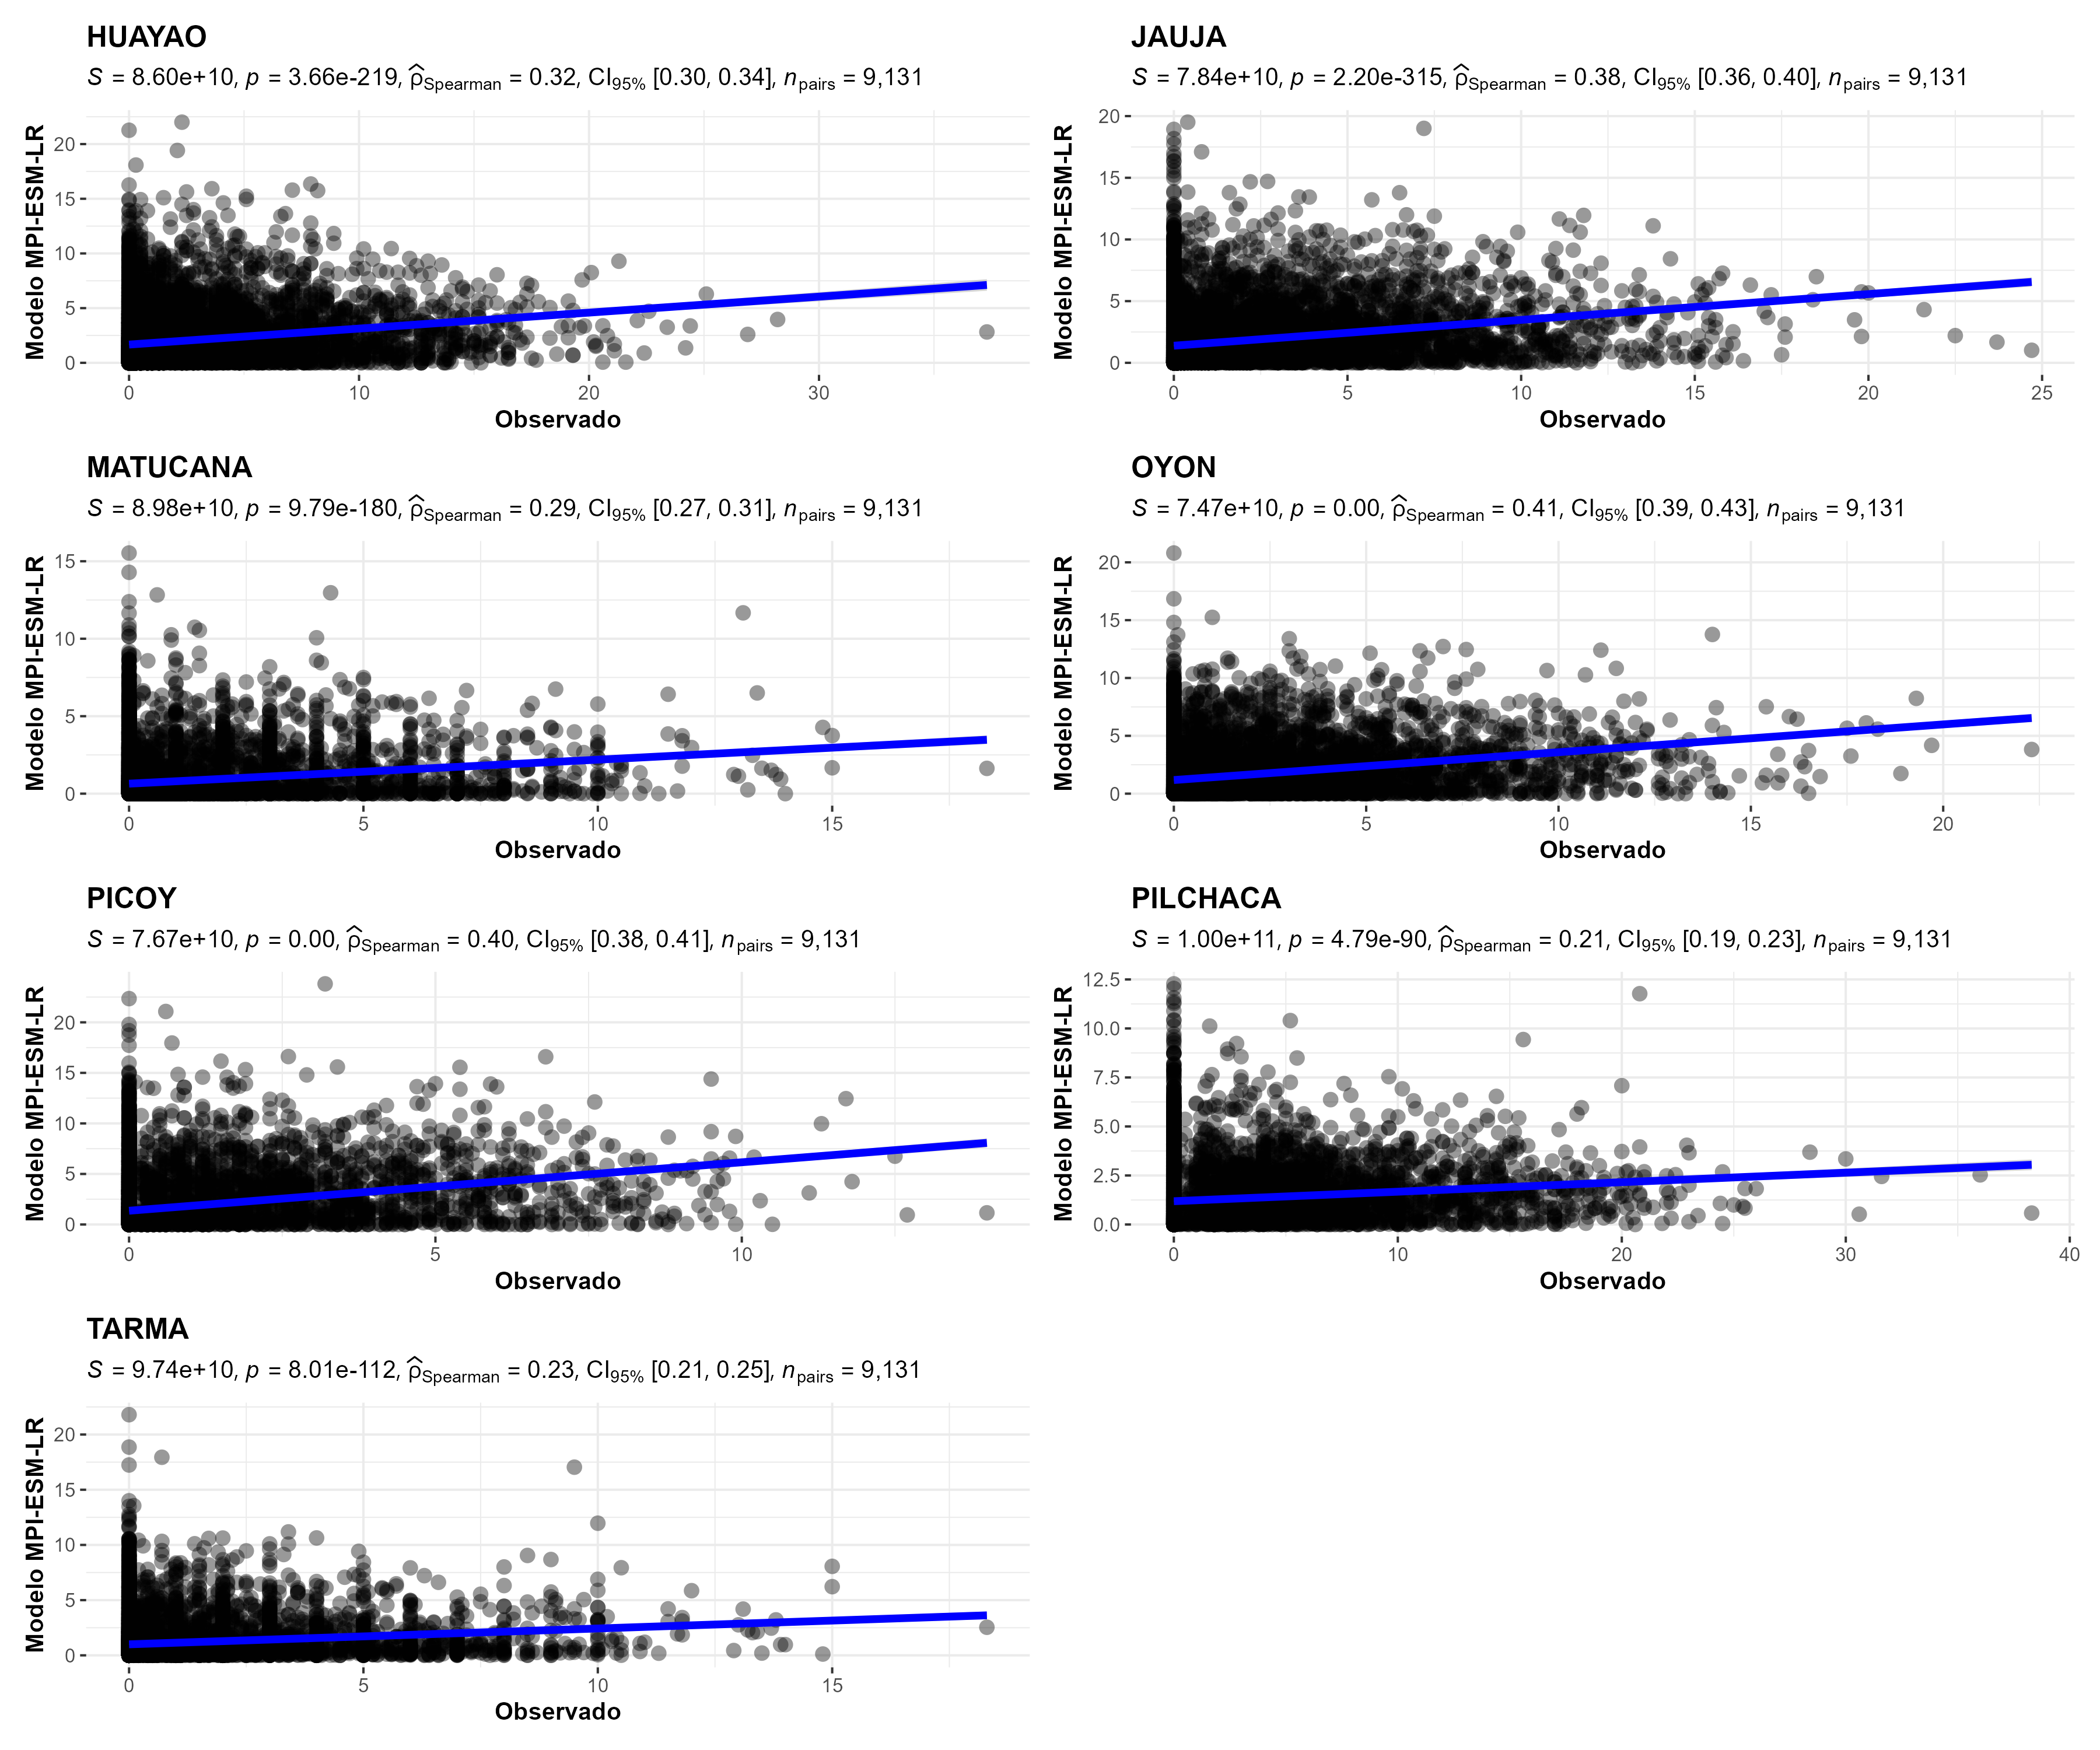 HUAYAO
S = 8.60e+10, p = 3.66e-219, ρ̂Spearman = 0.32, CI95% [0.30, 0.34], npairs = 9,131
Modelo MPI-ESM-LR
20
15
10
5
0
0 10 20 30
Observado
JAUJA
S = 7.84e+10, p = 2.20e-315, ρ̂Spearman = 0.38, CI95% [0.36, 0.40], npairs = 9,131
Modelo MPI-ESM-LR
20
15
10
5
0
0 5 10 15 20 25
Observado
MATUCANA
S = 8.98e+10, p = 9.79e-180, ρ̂Spearman = 0.29, CI95% [0.27, 0.31], npairs = 9,131
Modelo MPI-ESM-LR
15
10
5
0
0 5 10 15
Observado
OYON
S = 7.47e+10, p = 0.00, ρ̂Spearman = 0.41, CI95% [0.39, 0.43], npairs = 9,131
Modelo MPI-ESM-LR
20
15
10
5
0
0 5 10 15 20
Observado
PICOY
S = 7.67e+10, p = 0.00, ρ̂Spearman = 0.40, CI95% [0.38, 0.41], npairs = 9,131
Modelo MPI-ESM-LR
20
15
10
5
0
0 5 10
Observado
PILCHACA
S = 1.00e+11, p = 4.79e-90, ρ̂Spearman = 0.21, CI95% [0.19, 0.23], npairs = 9,131
Modelo MPI-ESM-LR
12.5
10.0
7.5
5.0
2.5
0.0
0 10 20 30 40
Observado
TARMA
S = 9.74e+10, p = 8.01e-112, ρ̂Spearman = 0.23, CI95% [0.21, 0.25], npairs = 9,131
Modelo MPI-ESM-LR
20
15
10
5
0
0 5 10 15
Observado